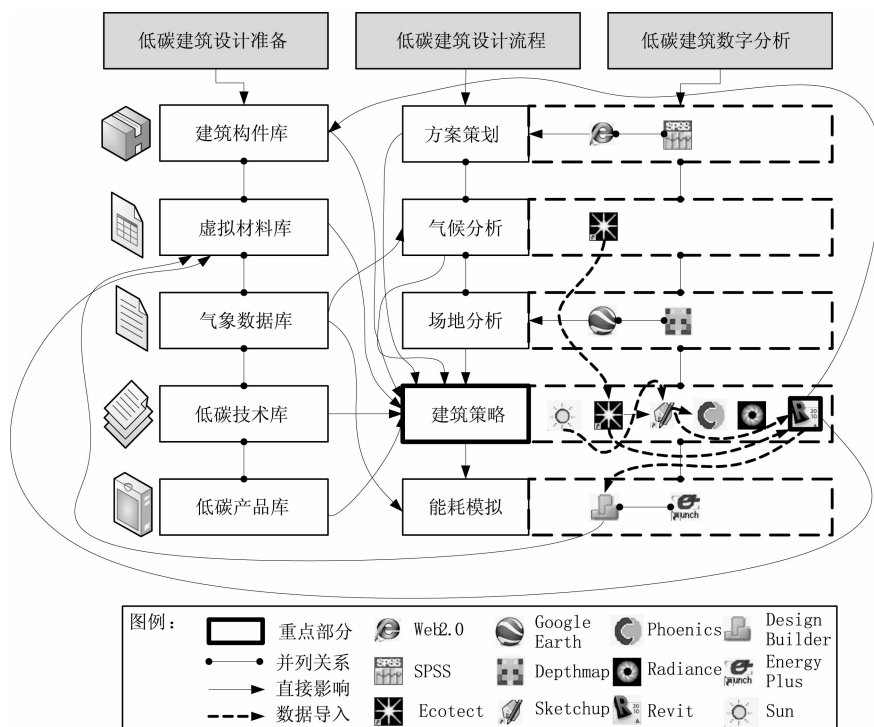 低碳建筑设计准备
低碳建筑设计流程
低碳建筑数字分析
建筑构件库
方案策划
SPSS
虚拟材料库
气候分析
气象数据库
场地分析
低碳技术库
建筑策略
低碳产品库
能耗模拟
图例：
重点部分
并列关系
直接影响
数据导入
Web2.0
SPSS
Ecotect
Google
Earth
Depthmap
Sketchup
Phoenics
Radiance
Revit
Design
Builder
Energy
Plus
Sun